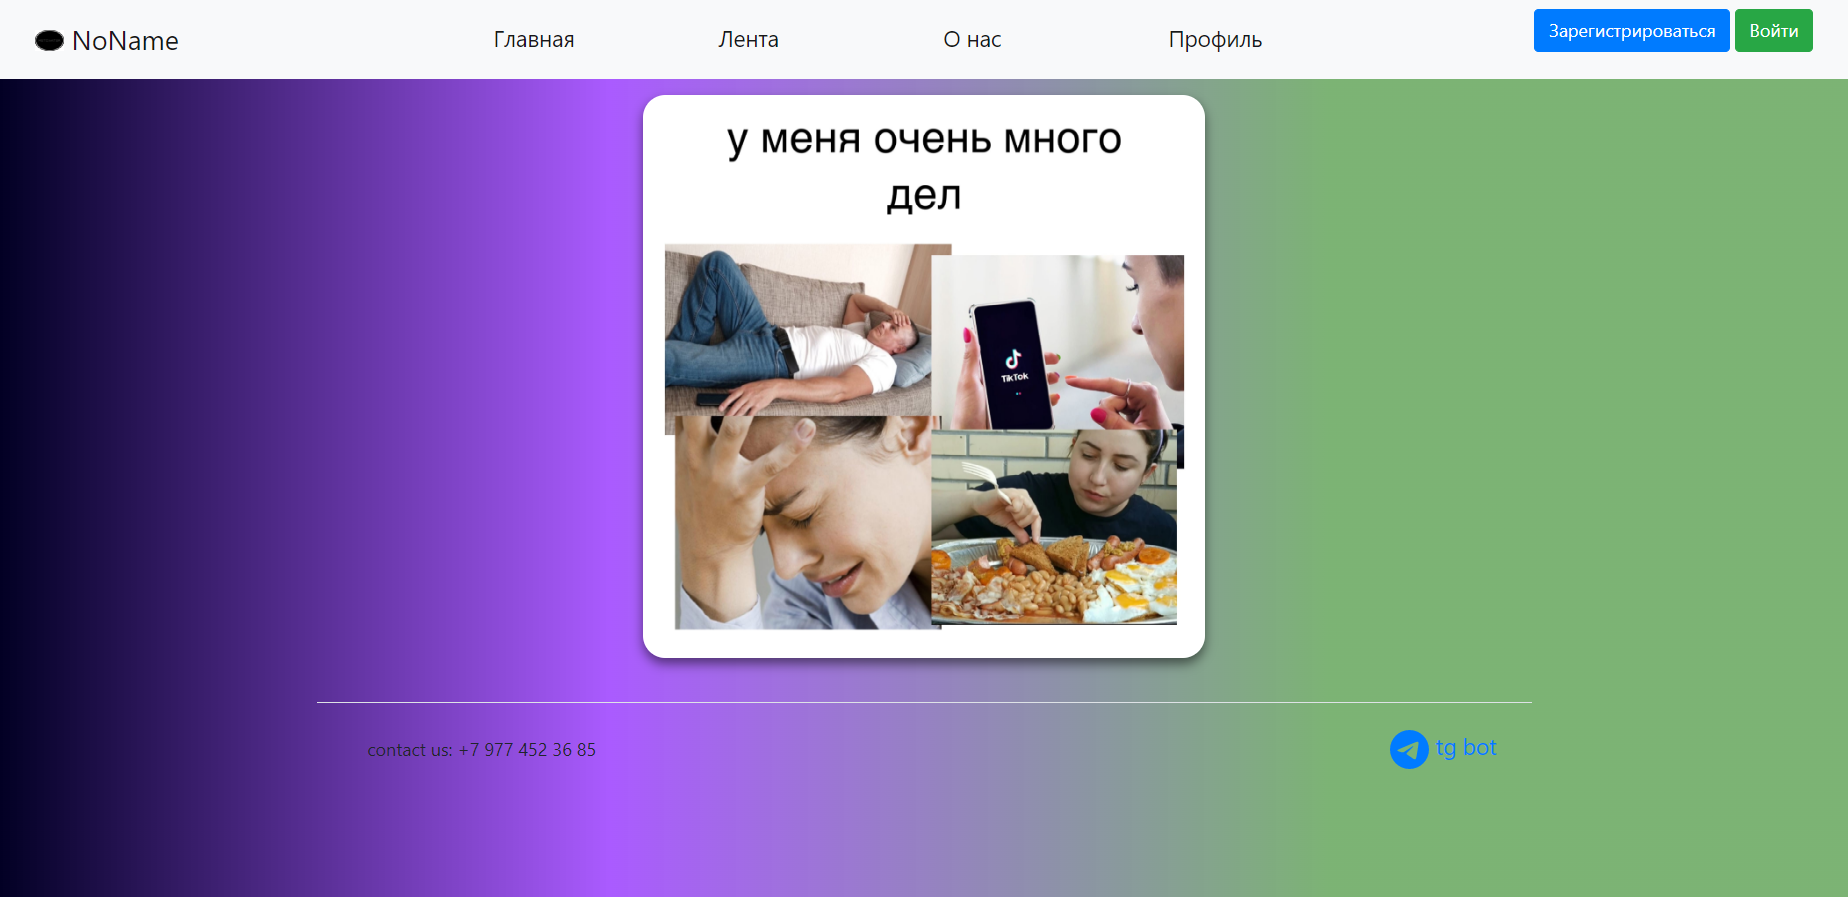 NoName
Главная
Лента
О нас
Профиль
Зарегистрироваться
Войти
у меня очень много
дел
TikTok
contact us: +7 977 452 36 85
tg bot